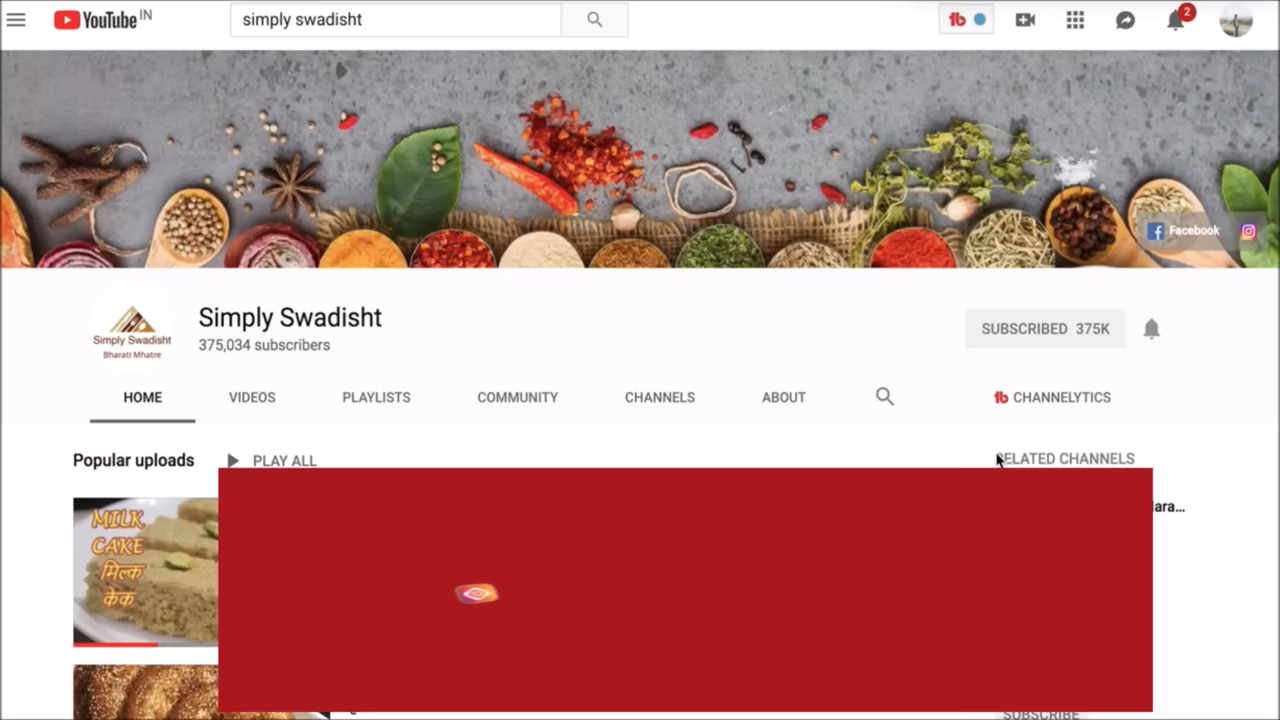 YouTube IN
simply swadisht
2
Facebook
Simply Swadisht
Bharati Mhatre
Simply Swadisht
375,034 subscribers
SUBSCRIBED 375K
HOME VIDEOS PLAYLISTS COMMUNITY CHANNELS ABOUT CHANNELYTICS
Popular uploads PLAY ALL
ELATED CHANNELS
MILK
CAKE
मिल्क
केक
lara...
SUBSCRIBE